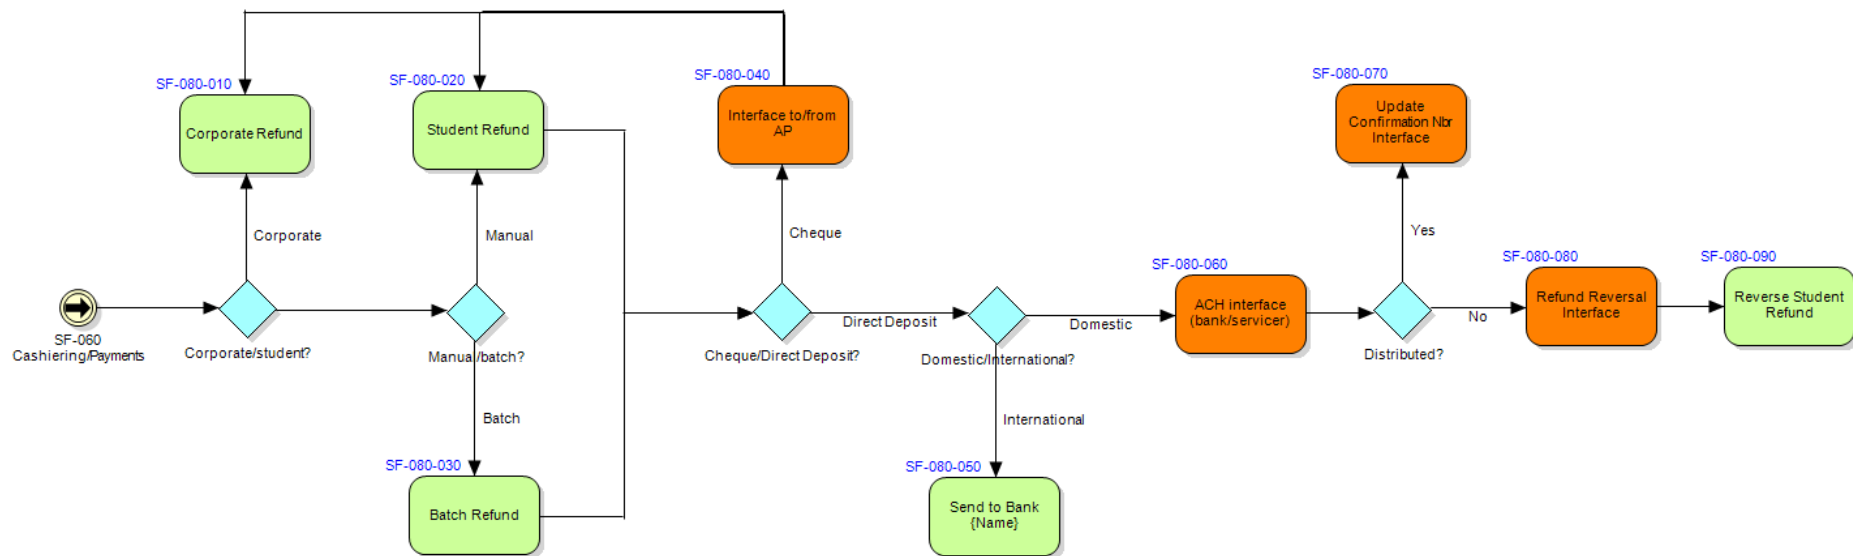 SF-080-010
Corporate Refund
Corporate
SF-060
Cashiering/Payments
Corporate/student?
SF-080-020
Student Refund
Manual
Manual/batch?
Batch
SF-080-030
Batch Refund
SF-080-040
Interface to/from
AP
Cheque
Cheque/Direct Deposit?
Direct Deposit
Domestic/International?
Domestic
International
SF-080-050
Send to Bank
{Name}
SF-080-060
ACH interface
(bank/servicer)
SF-080-070
Update
Confirmation Nbr
Interface
Yes
Distributed?
No
SF-080-080
Refund Reversal
Interface
SF-080-090
Reverse Student
Refund